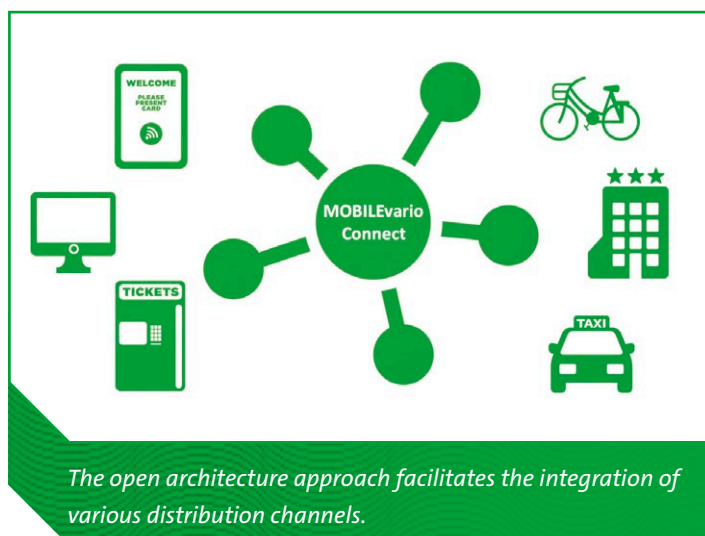 WELCOME
PLEASE
PRESENT
CARD
TICKETS
MOBILEvario
Connect
TAXI
The open architecture approach facilitates the integration of
various distribution channels.